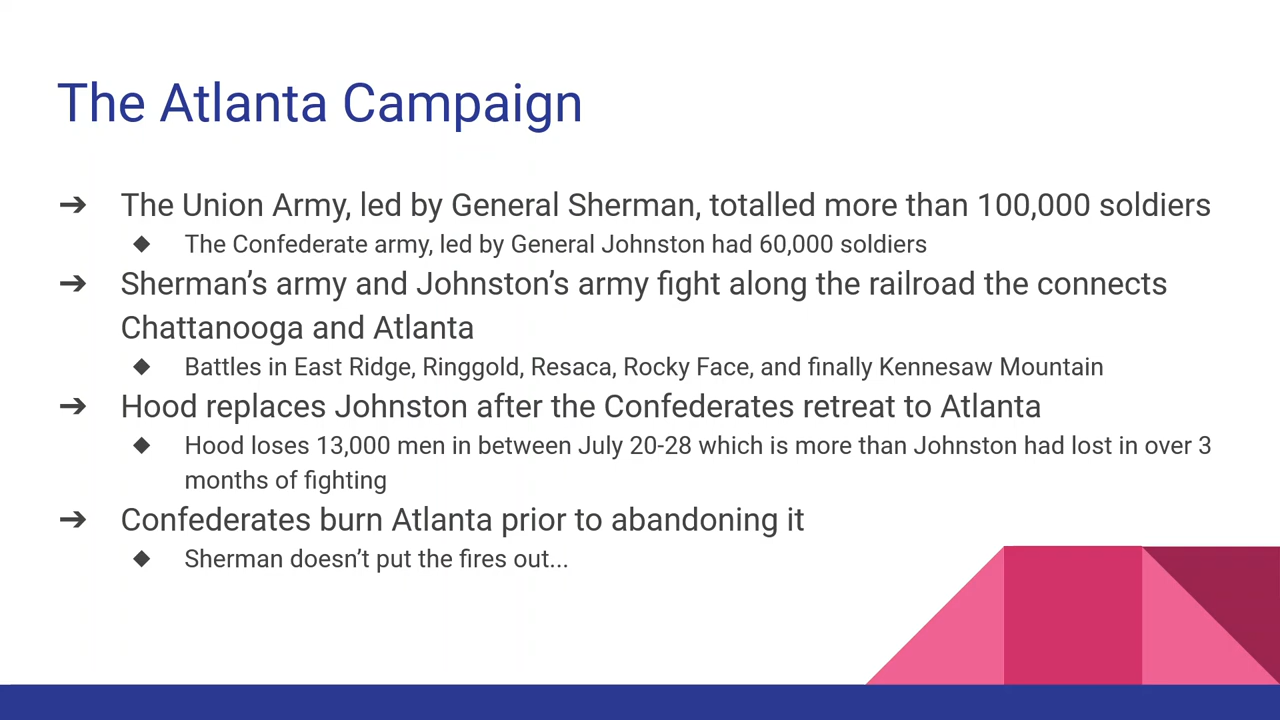 The Atlanta Campaign
➔ The Union Army, led by General Sherman, totalled more than 100,000 soldiers
◆ The Confederate army, led by General Johnston had 60,000 soldiers
➔ Sherman’s army and Johnston’s army fight along the railroad the connects
Chattanooga and Atlanta
◆ Battles in East Ridge, Ringgold, Resaca, Rocky Face, and finally Kennesaw Mountain
➔ Hood replaces Johnston after the Confederates retreat to Atlanta
◆ Hood loses 13,000 men in between July 20-28 which is more than Johnston had lost in over 3
months of fighting
➔ Confederates burn Atlanta prior to abandoning it
◆ Sherman doesn’t put the fires out...